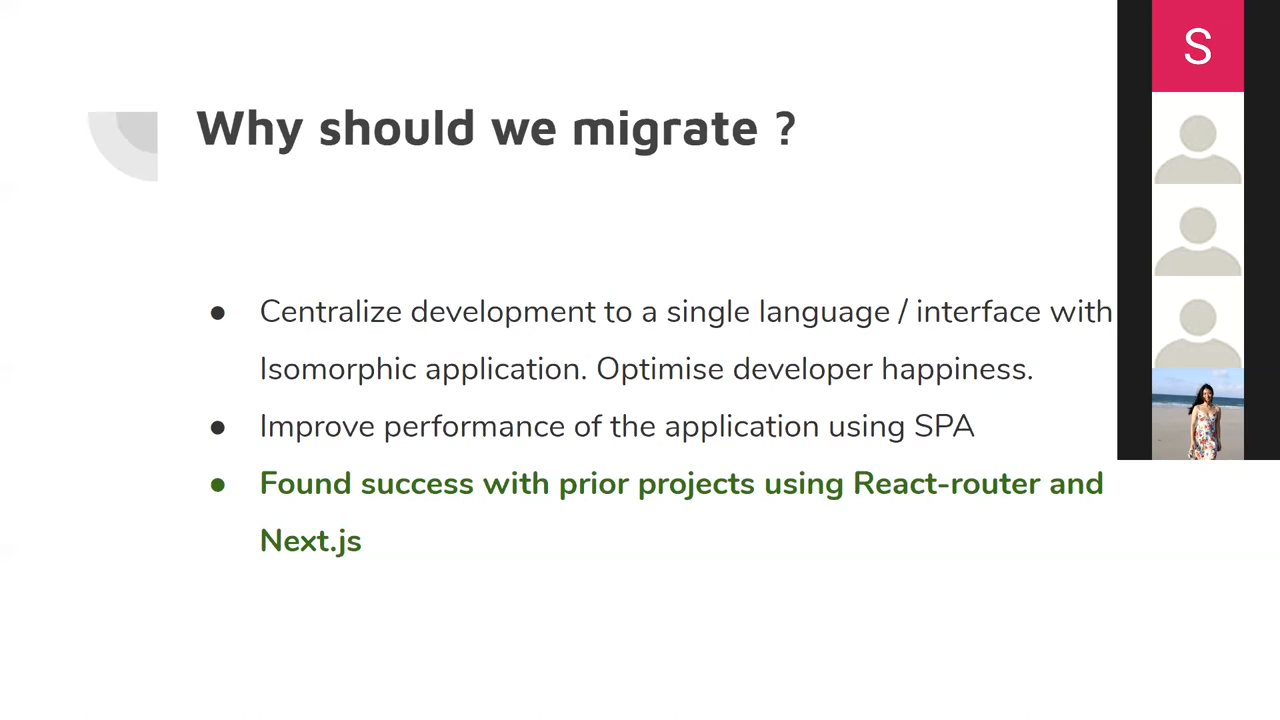 Why should we migrate ?
S
● Centralize development to a single language / interface with
Isomorphic application. Optimise developer happiness.
● Improve performance of the application using SPA
● Found success with prior projects using React-router and
Next.js